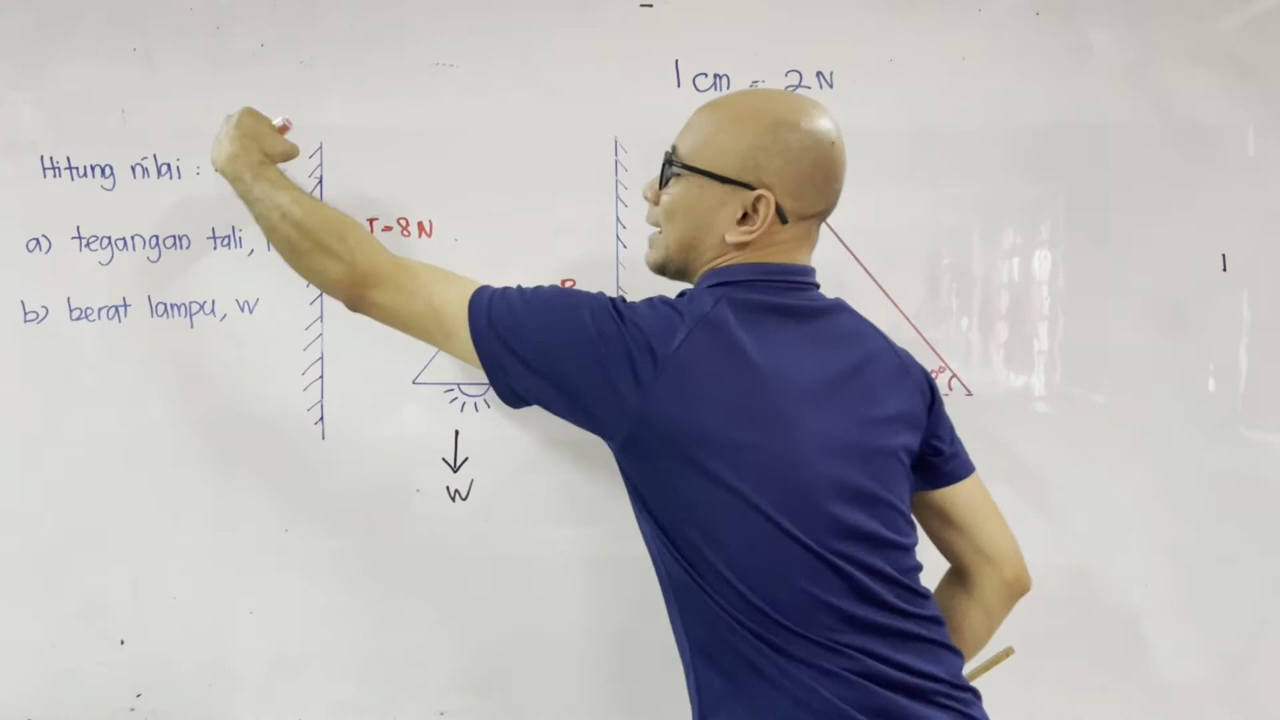 1 cm = 2 N
Hitung nilai :
a) tegangan tali,
T = 8 N
b) berat lampu, W
W